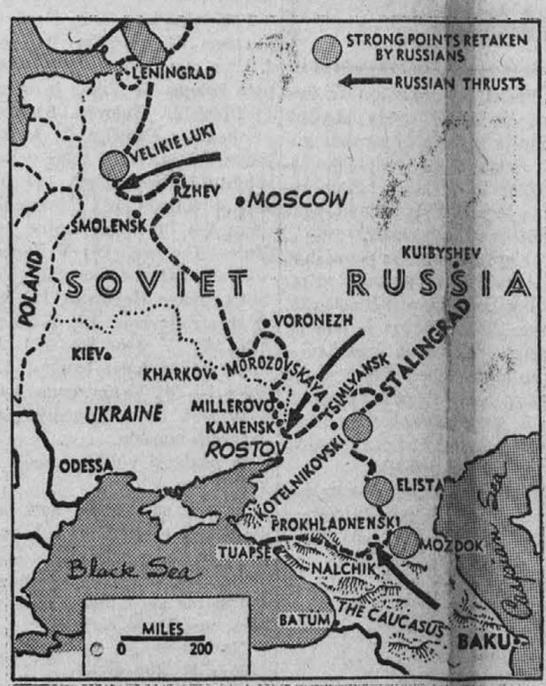 STRONG POINTS RETAKEN
BY RUSSIANS
RUSSIAN THRUSTS
LENINGRAD
VELIKIE LUKI
RZHEV
MOSCOW
SMOLENSK
KUIBYSHEV
POLAND
SOVIET RUSSIA
VORONEZH
KIEV
KHARKOV
MOROZOVSKAYA
TSIMLYANSK
STALINGRAD
UKRAINE
MILLEROVO
KAMENSK
ROSTOV
ODESSA
KOTELNIKOVSKI
ELISTA
PROKHLADNENSKI
MOZDOK
TUAPSE
NALCHIK
Black Sea
Caspian Sea
THE CAUCASUS
BATUM
BAKU
MILES
0 200